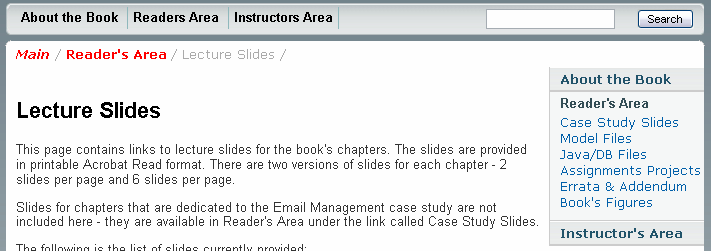 About the Book Readers Area Instructors Area Search
Main / Reader's Area / Lecture Slides /
Lecture Slides
This page contains links to lecture slides for the book's chapters. The slides are provided
in printable Acrobat Read format. There are two versions of slides for each chapter - 2
slides per page and 6 slides per page.
Slides for chapters that are dedicated to the Email Management case study are not
included here - they are available in Reader's Area under the link called Case Study Slides.
The following is the list of slides currently provided:
About the Book
Reader's Area
Case Study Slides
Model Files
Java/DB Files
Assignments Projects
Errata & Addendum
Book's Figures
Instructor's Area